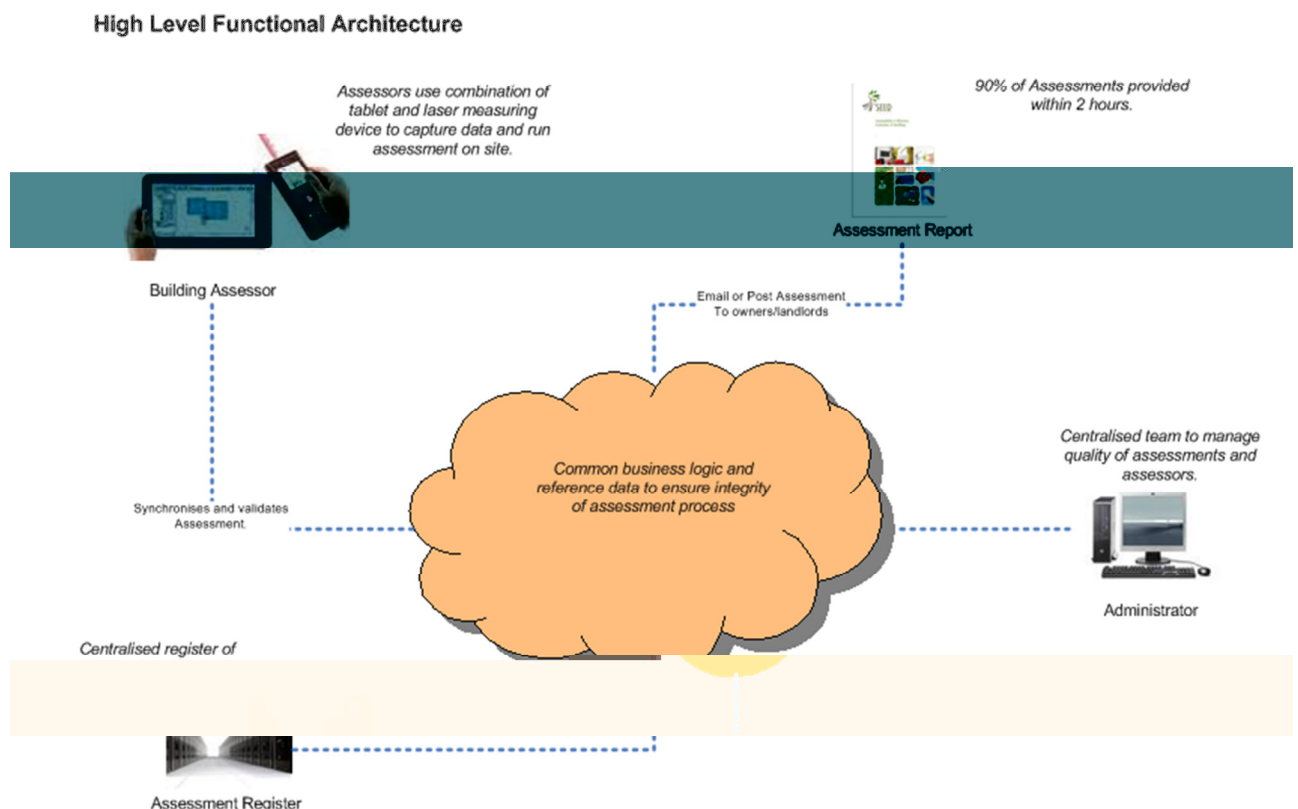 High Level Functional Architecture
Assessors use combination of
tablet and laser measuring
device to capture data and run
assessment on site.
90% of Assessments provided
within 2 hours.
SEED
Assessment Report
Building Assessor
Email or Post Assessment
To owners/landlords
Common business logic and
reference data to ensure integrity
of assessment process
Centralised team to manage
quality of assessments and
assessors.
Synchronises and validates
Assessment.
Administrator
Centralised register of
Assessment Register